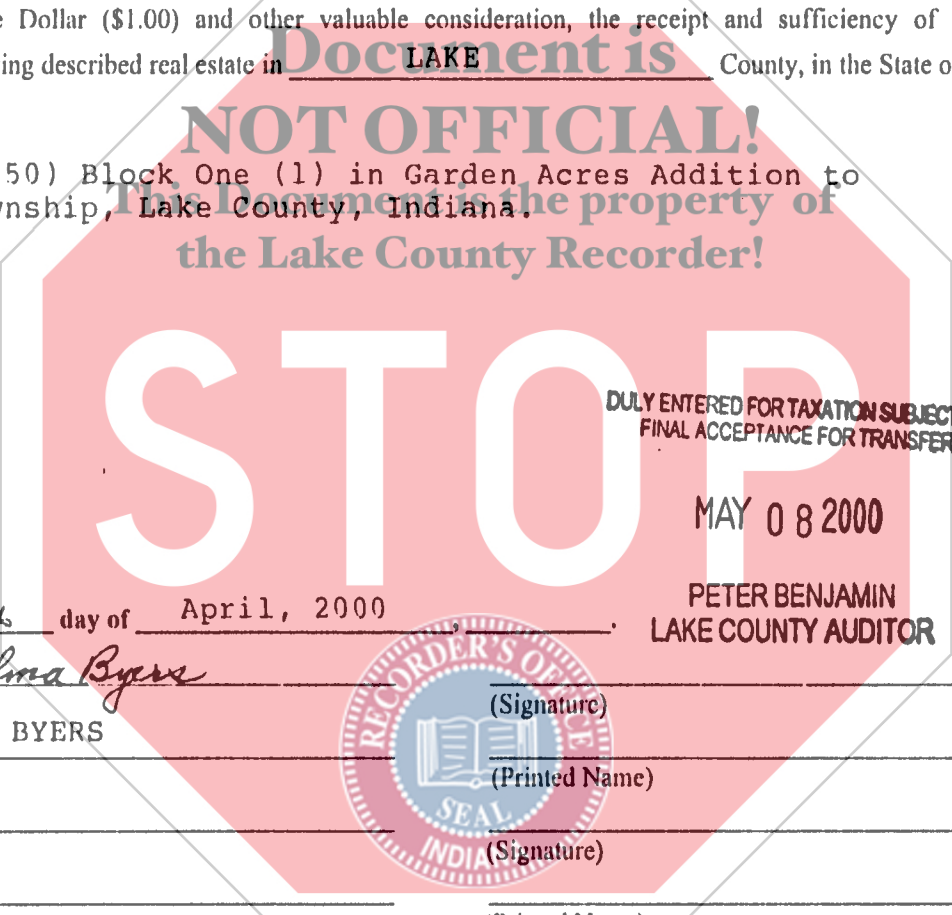 Dollar ($1.00) and other valuable consideration, the receipt and sufficiency of
ing described real estate in LAKE County, in the State o
Document is
NOT OFFICIAL!
50) Block One (1) in Garden Acres Addition to
nship, Lake County, Indiana.
This Document is the property of
the Lake County Recorder!
STOP
DULY ENTERED FOR TAXATION SUBJECT
FINAL ACCEPTANCE FOR TRANSFER
MAY 08 2000
PETER BENJAMIN
LAKE COUNTY AUDITOR
day of April, 2000 , .
Byers
(Signature)
BYERS
(Printed Name)
(Signature)
RECORDER'S OFFICE
SEAL
INDIANA